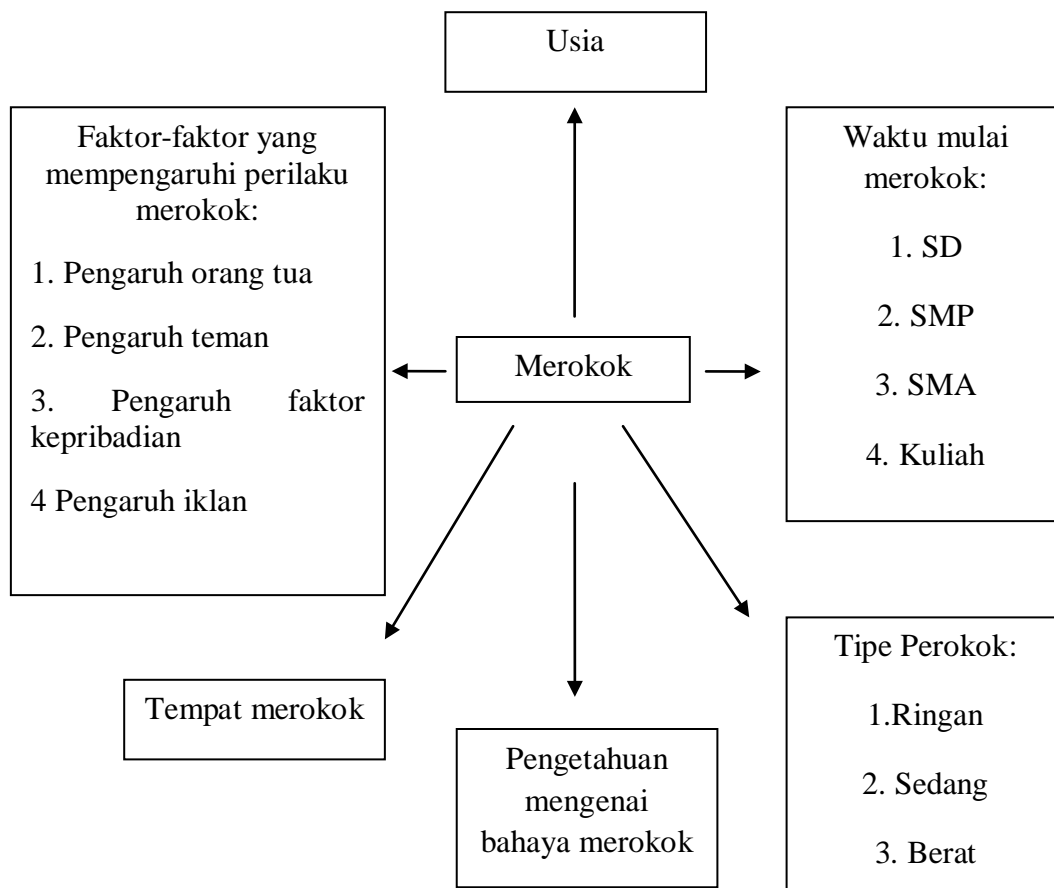 Usia
Faktor-faktor yang
mempengaruhi perilaku
merokok:
1. Pengaruh orang tua
2. Pengaruh teman
3. Pengaruh faktor
kepribadian
4 Pengaruh iklan
Waktu mulai
merokok:
1. SD
2. SMP
3. SMA
4. Kuliah
Merokok
Tempat merokok
Pengetahuan
mengenai
bahaya merokok
Tipe Perokok:
1.Ringan
2. Sedang
3. Berat